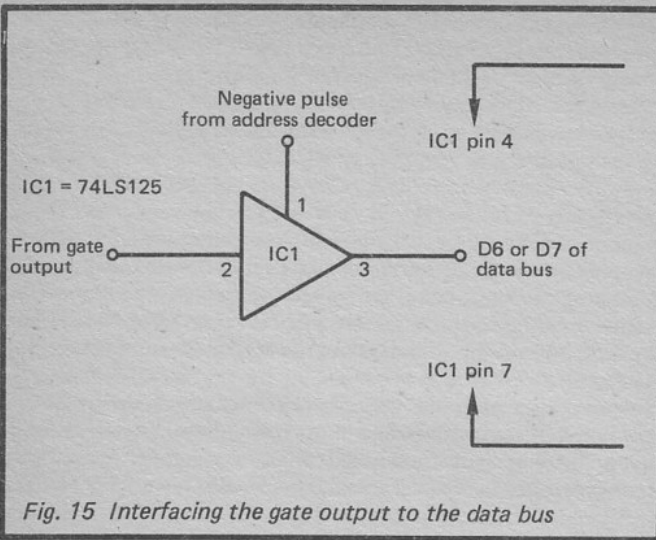 Negative pulse
from address decoder
IC1 pin 4
IC1 = 74LS125
1
From gate
output
2
IC1
3
D6 or D7 of
data bus
IC1 pin 7
Fig. 15 Interfacing the gate output to the data bus